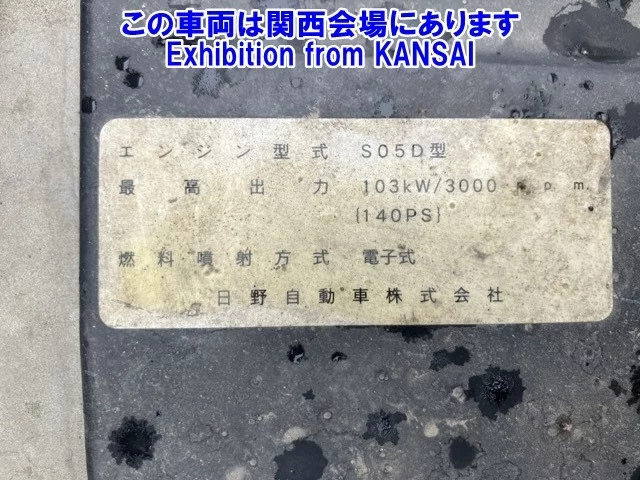 この車両は関西会場にあります
Exhibition from KANSAI
エンジン型式 S05D型
最高出力 103kW/3000 r.p.m.
{140PS}
燃料噴射方式 電子式
日野自動車株式会社